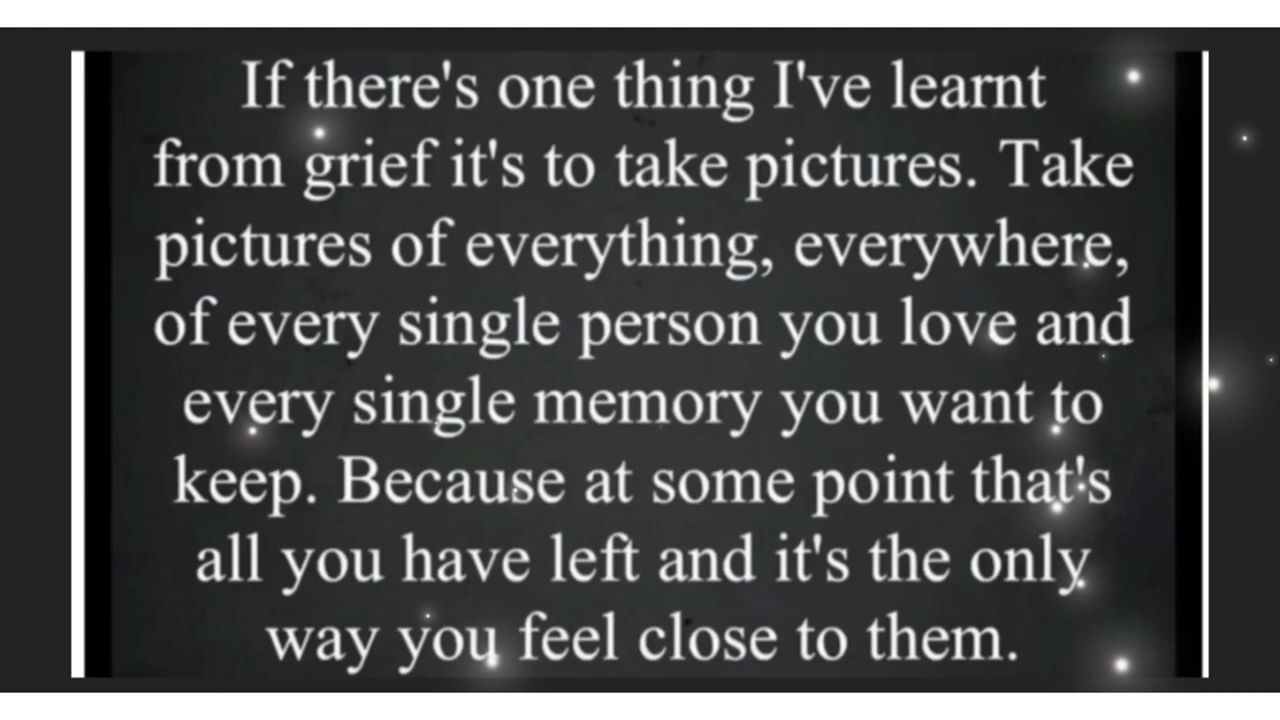 If there's one thing I've learnt
from grief it's to take pictures. Take
pictures of everything, everywhere,
of every single person you love and
every single memory you want to
keep. Because at some point that's
all you have left and it's the only
way you feel close to them.